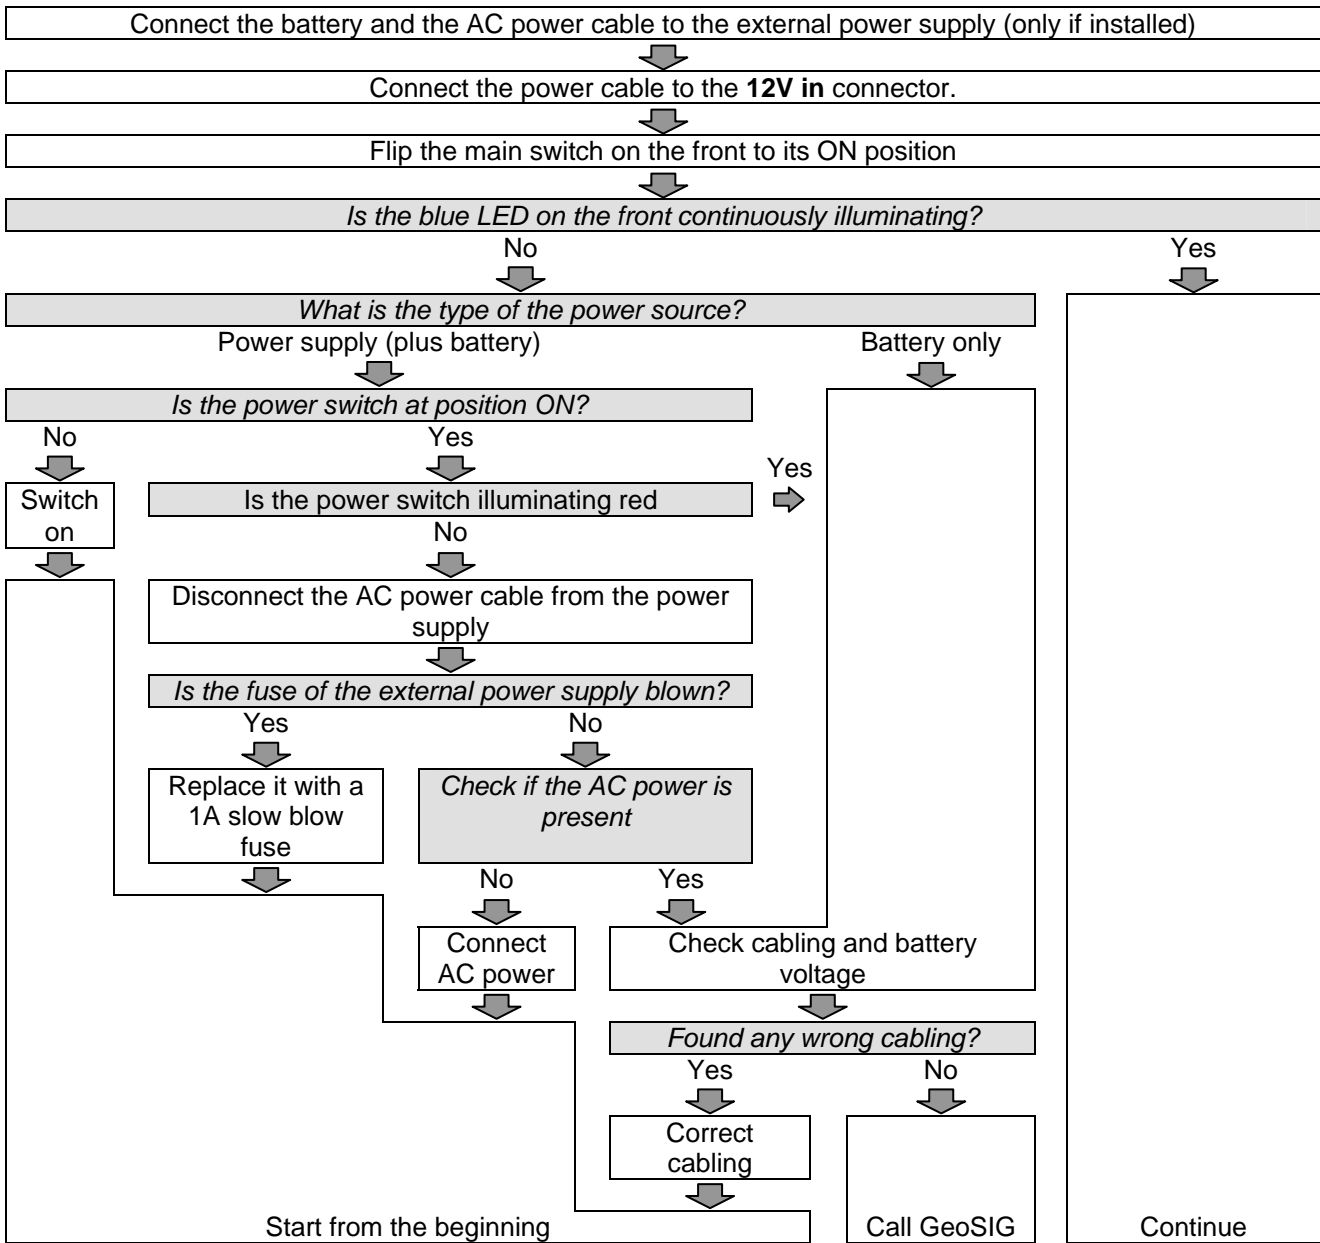 Connect the battery and the AC power cable to the external power supply (only if installed)
Connect the power cable to the 12V in connector.
Flip the main switch on the front to its ON position
Is the blue LED on the front continuously illuminating?
No
Yes
What is the type of the power source?
Power supply (plus battery)
Battery only
Is the power switch at position ON?
No
Yes
Yes
Switch
on
Is the power switch illuminating red
No
Disconnect the AC power cable from the power
supply
Is the fuse of the external power supply blown?
Yes
No
Replace it with a
1A slow blow
fuse
Check if the AC power is
present
No
Yes
Connect
AC power
Check cabling and battery
voltage
Found any wrong cabling?
Yes
No
Correct
cabling
Start from the beginning
Call GeoSIG
Continue